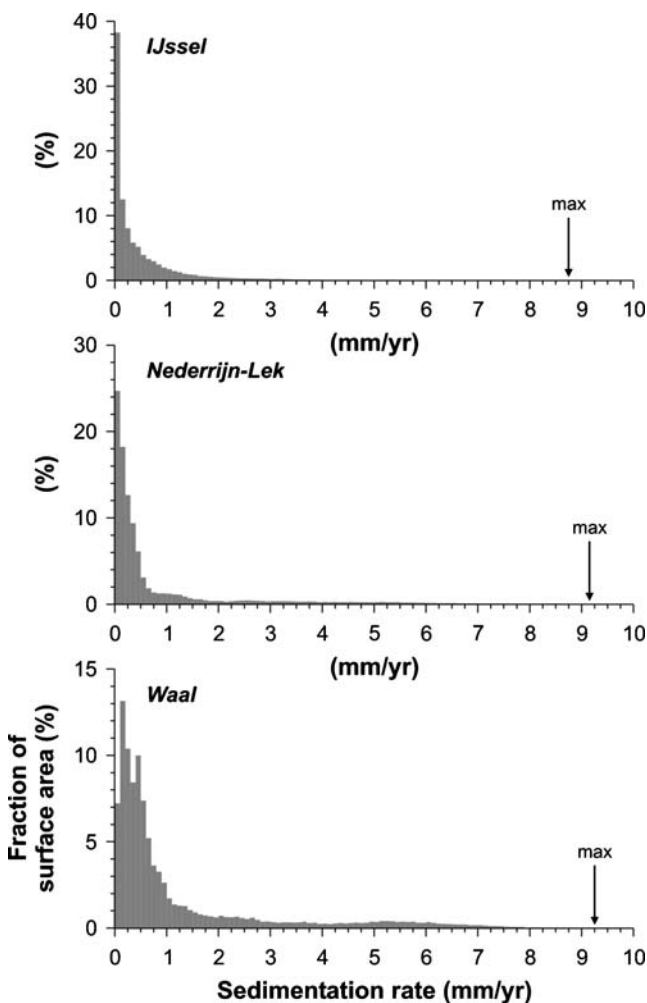 IJssel
40
30
20
10
0
(%)
max
0 1 2 3 4 5 6 7 8 9 10
(mm/yr)
Nederrijn-Lek
30
20
10
0
(%)
max
0 1 2 3 4 5 6 7 8 9 10
(mm/yr)
Waal
15
10
5
0
Fraction of
surface area (%)
max
0 1 2 3 4 5 6 7 8 9 10
Sedimentation rate (mm/yr)